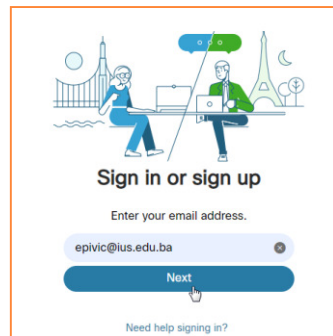 Sign in or sign up
Enter your email address.
epivic@ius.edu.ba
Next
Need help signing in?